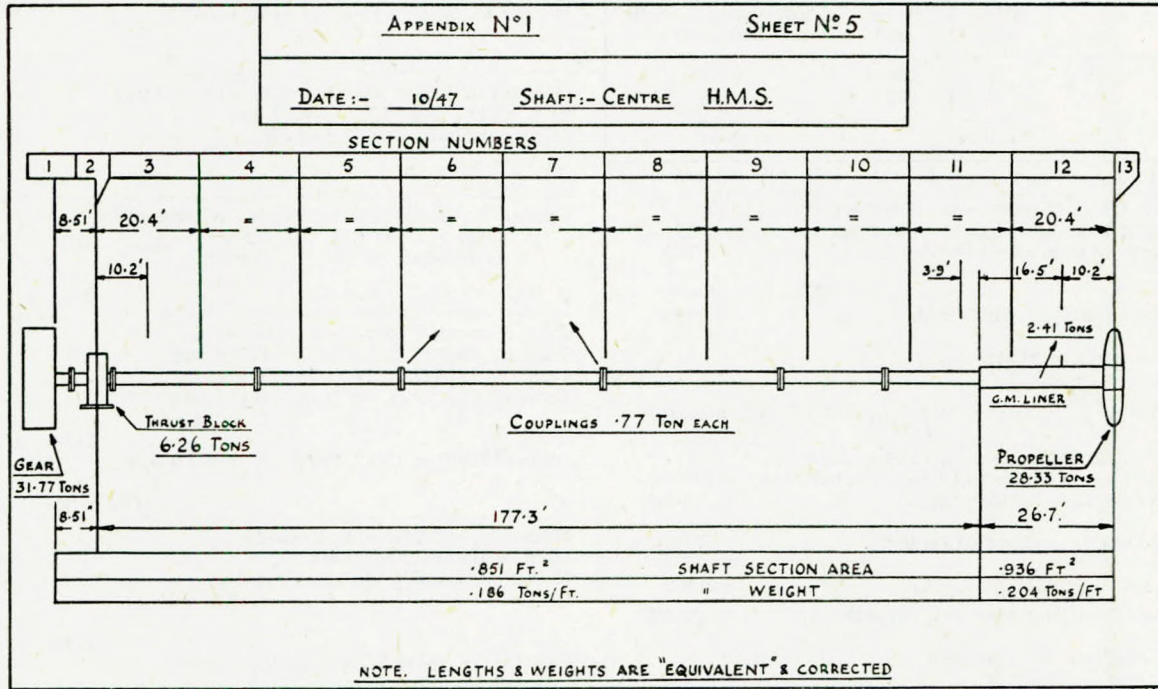 APPENDIX Nº 1 SHEET Nº 5
DATE :- 10/47 SHAFT :- CENTRE H.M.S.
SECTION NUMBERS
1 2 3 4 5 6 7 8 9 10 11 12 13
8·51' 20·4' = = = = = = = = 20·4'
10·2' 3·9' 16·5' 10·2'
2·41 TONS
G.M. LINER
THRUST BLOCK
6·26 TONS
COUPLINGS ·77 TON EACH
GEAR
31·77 TONS
PROPELLER
28·33 TONS
8·51" 177·3' 26·7'
·851 FT.² SHAFT SECTION AREA ·936 FT²
·186 TONS/FT. " WEIGHT ·204 TONS/FT
NOTE. LENGTHS & WEIGHTS ARE "EQUIVALENT" & CORRECTED